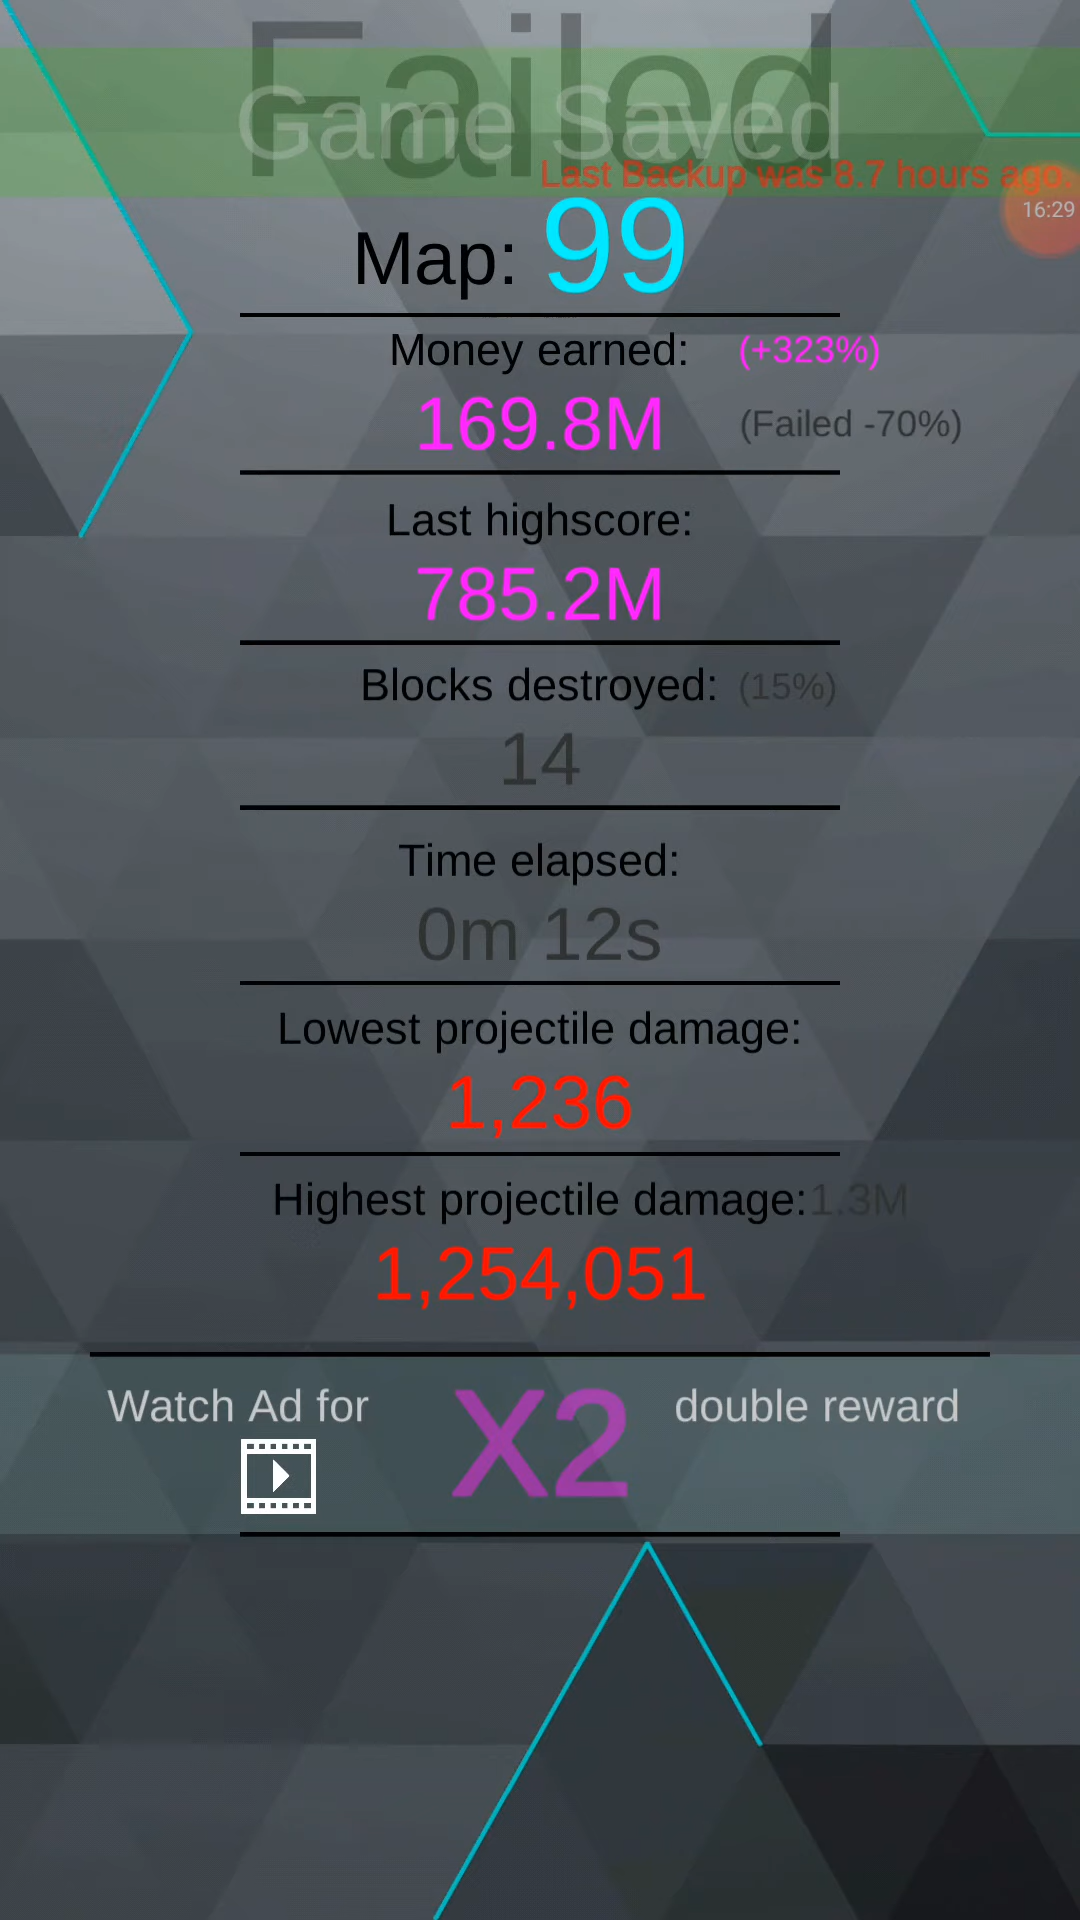 Failed
Game Saved
Last Backup was 8.7 hours ago.
16:29
Map: 99
Money earned: (+323%)
169.8M (Failed -70%)
Last highscore:
785.2M
Blocks destroyed: (15%)
14
Time elapsed:
0m 12s
Lowest projectile damage:
1,236
Highest projectile damage: 1.3M
1,254,051
Watch Ad for X2 double reward